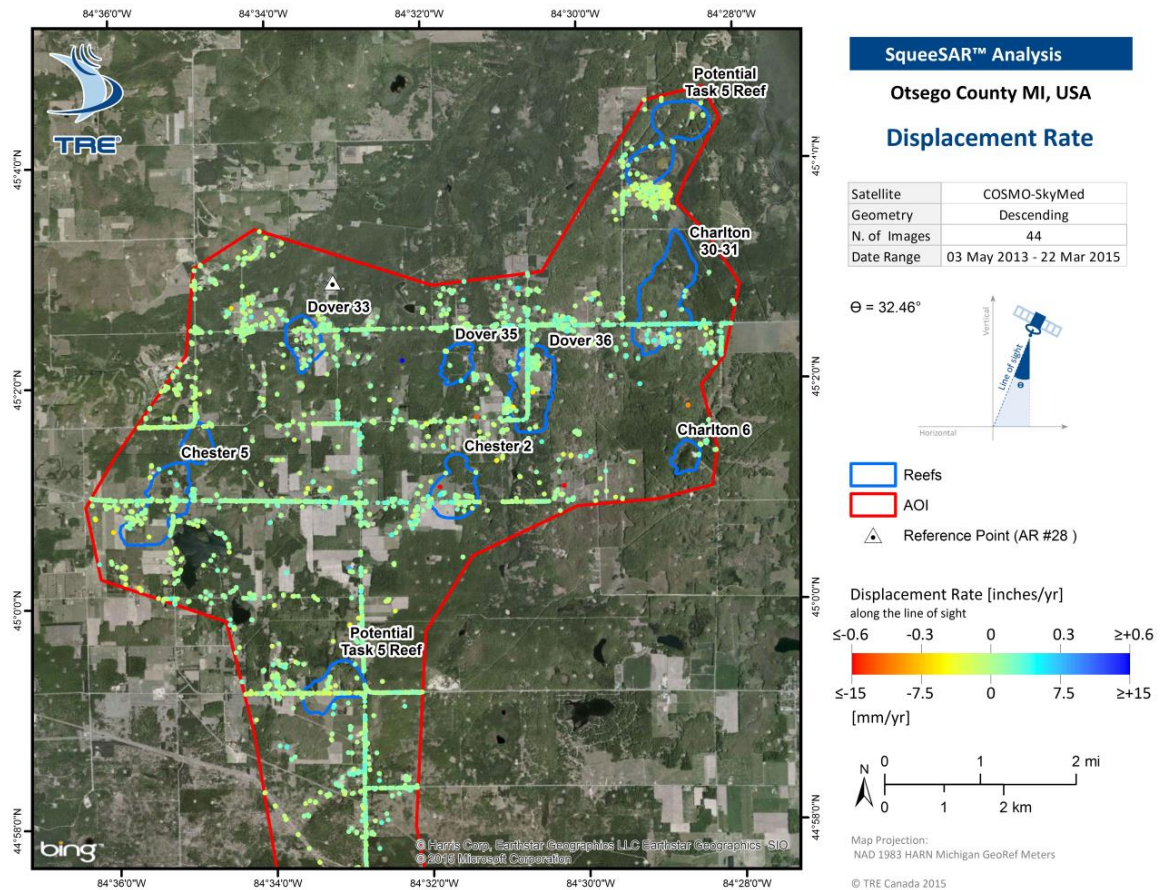 84°36'0"W 84°34'0"W 84°32'0"W 84°30'0"W 84°28'0"W
TRE
Potential
Task 5 Reef
45°4'0"N
45°4'0"N
Charlton
30-31
Dover 33
Dover 35
Dover 36
45°2'0"N
45°2'0"N
Charlton 6
Chester 5
Chester 2
45°0'0"N
45°0'0"N
Potential
Task 5 Reef
44°58'0"N
44°58'0"N
bing™
© Harris Corp, Earthstar Geographics LLC Earthstar Geographics SIO
© 2015 Microsoft Corporation
84°36'0"W 84°34'0"W 84°32'0"W 84°30'0"W 84°28'0"W
SqueeSAR™ Analysis
Otsego County MI, USA
Displacement Rate
Satellite COSMO-SkyMed
Geometry Descending
N. of Images 44
Date Range 03 May 2013 - 22 Mar 2015
Θ = 32.46°
Vertical
Line of sight
Θ
Horizontal
Reefs
AOI
Reference Point (AR #28 )
Displacement Rate [inches/yr]
along the line of sight
≤-0.6 -0.3 0 0.3 ≥+0.6
≤-15 -7.5 0 7.5 ≥+15
[mm/yr]
0 1 2 mi
N
0 1 2 km
Map Projection:
NAD 1983 HARN Michigan GeoRef Meters
© TRE Canada 2015